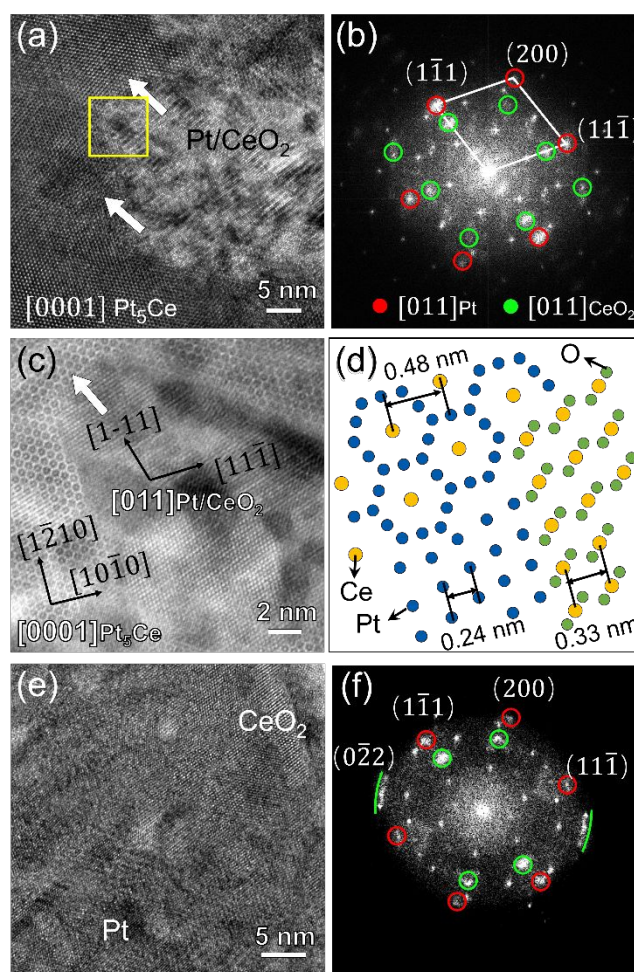 (a)
Pt/CeO₂
[0001] Pt₅Ce
5 nm
(b)
(200)
(11̅1)
(111̅)
[011]Pt
[011]CeO₂
(c)
[1-11]
[111̅]
[011]Pt/CeO₂
[12̅10]
[101̅0]
[0001]Pt₅Ce
2 nm
(d)
0.48 nm
O
Ce
Pt
0.24 nm
0.33 nm
(e)
CeO₂
Pt
5 nm
(f)
(200)
(11̅1)
(111̅)
(02̅2)